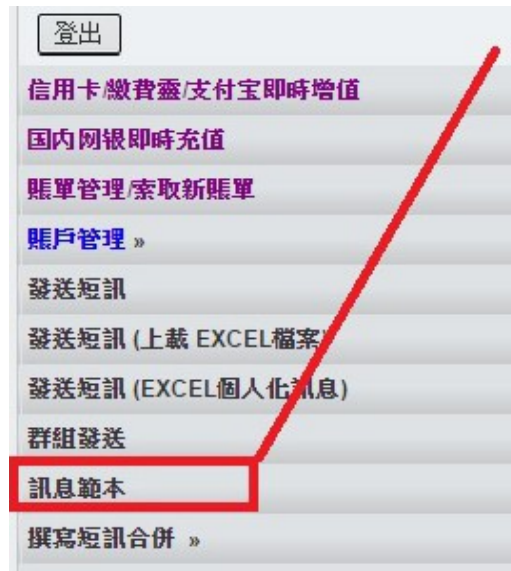 登出
信用卡/繳費靈/支付宝即時增值
国内网银即時充值
賬單管理/索取新賬單
賬戶管理 »
發送短訊
發送短訊 (上載 EXCEL檔案)
發送短訊 (EXCEL個人化訊息)
群組發送
訊息範本
撰寫短訊合併 »